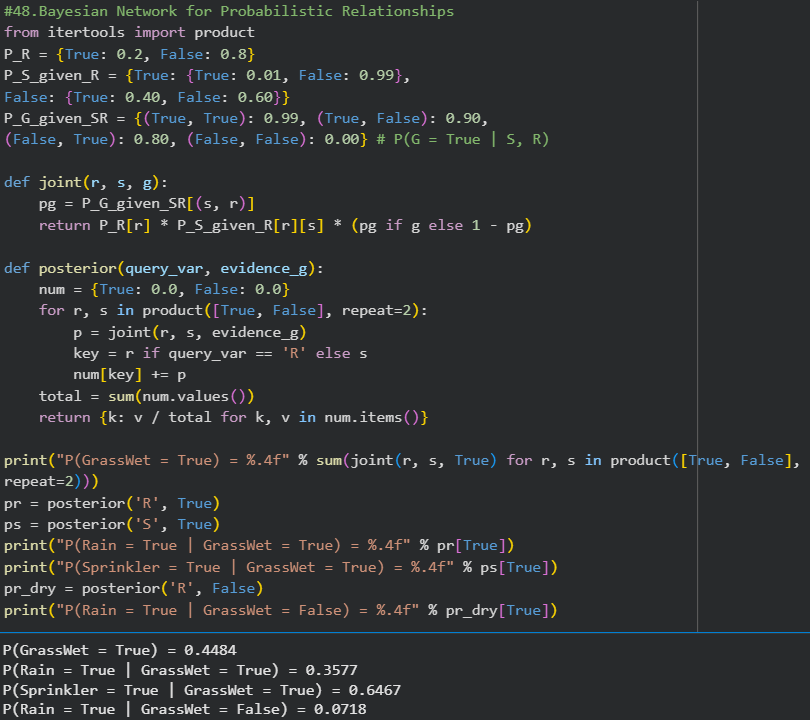 #48.Bayesian Network for Probabilistic Relationships
from itertools import product
P_R = {True: 0.2, False: 0.8}
P_S_given_R = {True: {True: 0.01, False: 0.99},
False: {True: 0.40, False: 0.60}}
P_G_given_SR = {(True, True): 0.99, (True, False): 0.90,
(False, True): 0.80, (False, False): 0.00} # P(G = True | S, R)

def joint(r, s, g):
    pg = P_G_given_SR[(s, r)]
    return P_R[r] * P_S_given_R[r][s] * (pg if g else 1 - pg)

def posterior(query_var, evidence_g):
    num = {True: 0.0, False: 0.0}
    for r, s in product([True, False], repeat=2):
        p = joint(r, s, evidence_g)
        key = r if query_var == 'R' else s
        num[key] += p
    total = sum(num.values())
    return {k: v / total for k, v in num.items()}

print("P(GrassWet = True) = %.4f" % sum(joint(r, s, True) for r, s in product([True, False],
repeat=2)))
pr = posterior('R', True)
ps = posterior('S', True)
print("P(Rain = True | GrassWet = True) = %.4f" % pr[True])
print("P(Sprinkler = True | GrassWet = True) = %.4f" % ps[True])
pr_dry = posterior('R', False)
print("P(Rain = True | GrassWet = False) = %.4f" % pr_dry[True])
P(GrassWet = True) = 0.4484
P(Rain = True | GrassWet = True) = 0.3577
P(Sprinkler = True | GrassWet = True) = 0.6467
P(Rain = True | GrassWet = False) = 0.0718